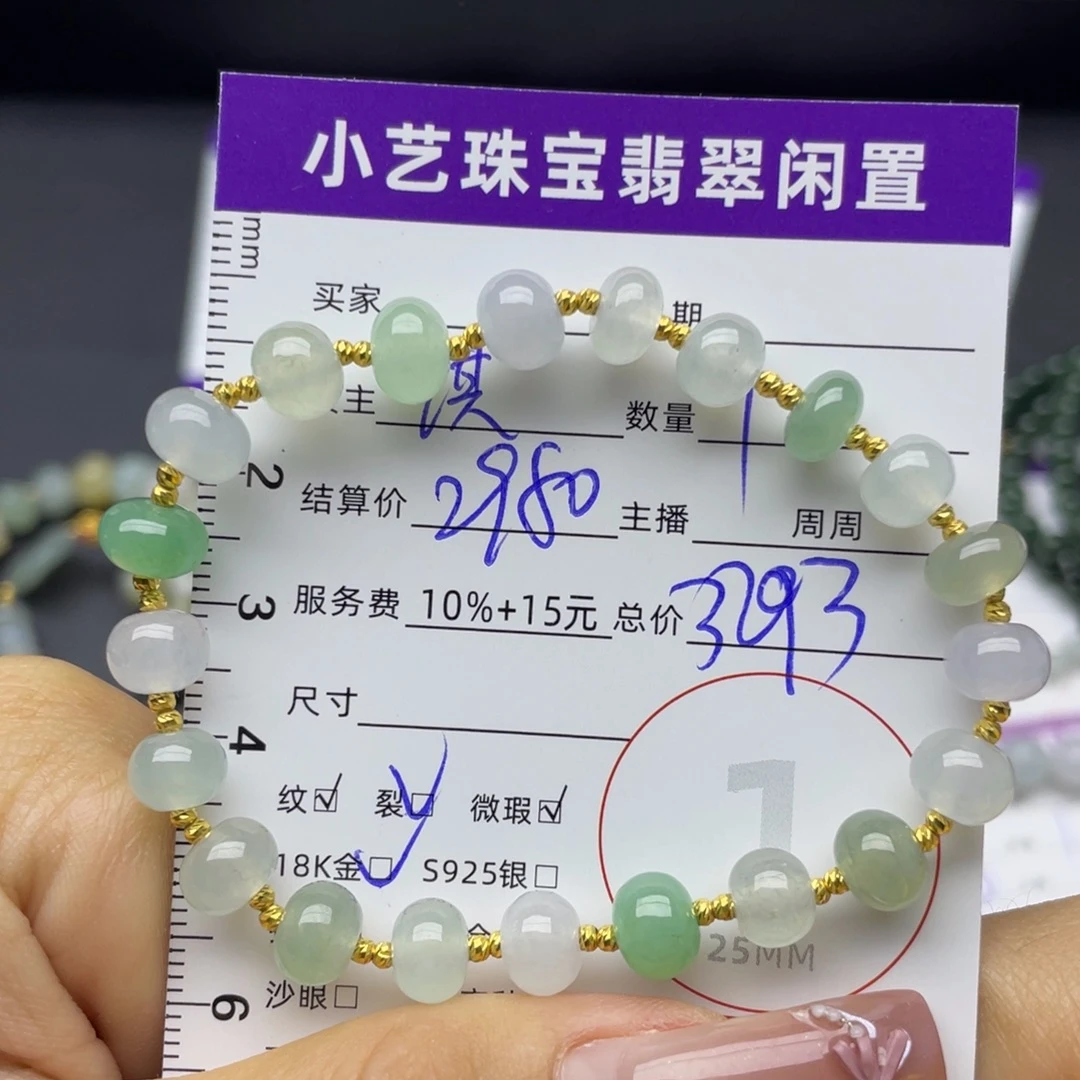 小艺珠宝翡翠闲置
mm
买家 期
主 淇 数量 1
2 结算价 2980 主播 周周
3 服务费 10%+15元 总价 3293
尺寸
4
纹☑ 裂☑ 微瑕☑
18K金☑ S925银□
1
25MM
沙眼□
6